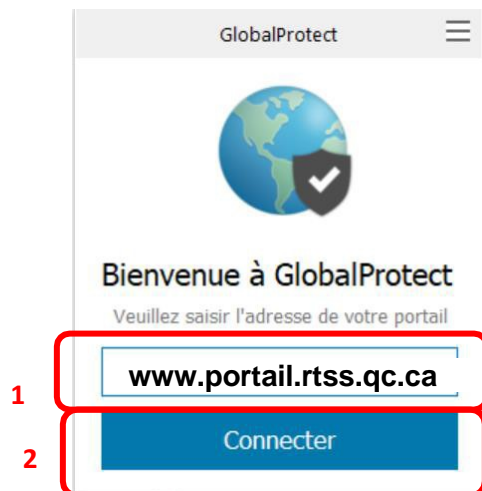 GlobalProtect
Bienvenue à GlobalProtect
Veuillez saisir l'adresse de votre portail
1
www.portail.rtss.qc.ca
2
Connecter